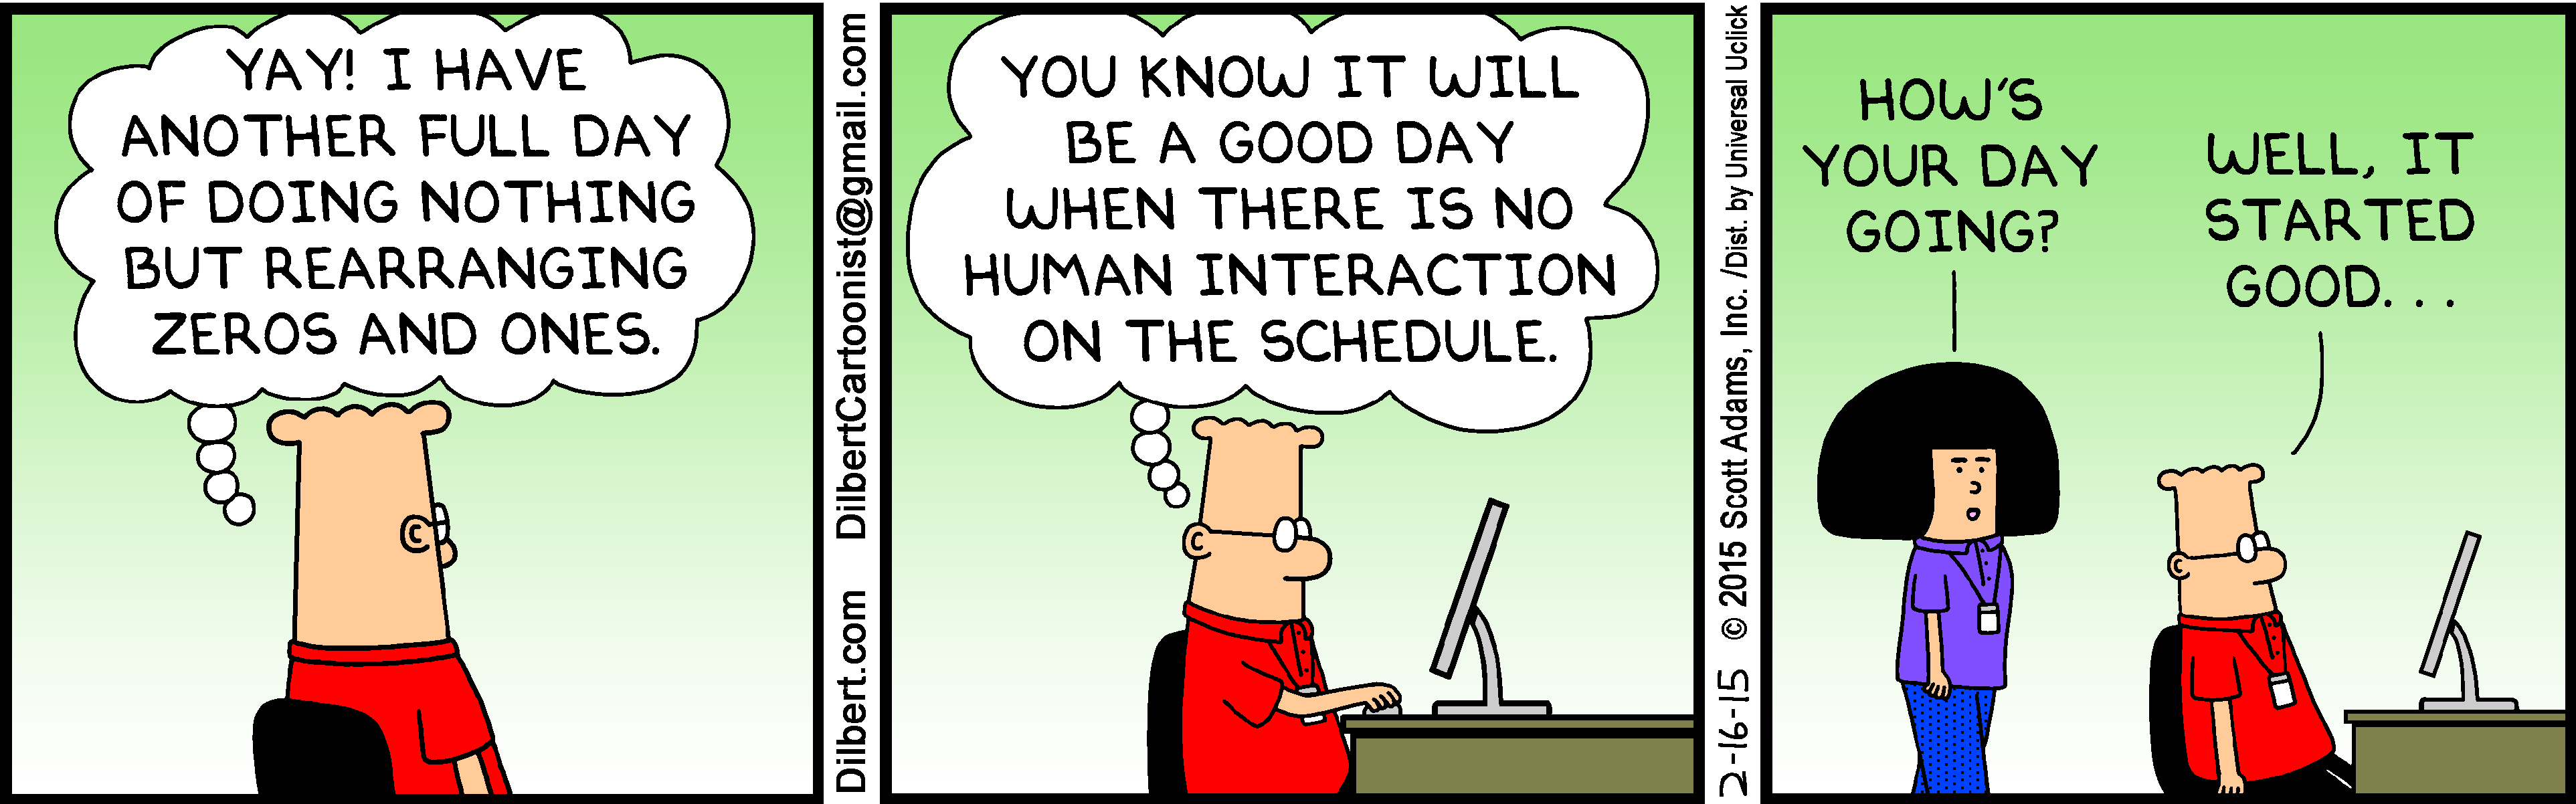 YAY! I HAVE
ANOTHER FULL DAY
OF DOING NOTHING
BUT REARRANGING
ZEROS AND ONES.
Dilbert.com DilbertCartoonist@gmail.com
YOU KNOW IT WILL
BE A GOOD DAY
WHEN THERE IS NO
HUMAN INTERACTION
ON THE SCHEDULE.
2-16-15 © 2015 Scott Adams, Inc. /Dist. by Universal Uclick
HOW'S
YOUR DAY
GOING?
WELL, IT
STARTED
GOOD. . .